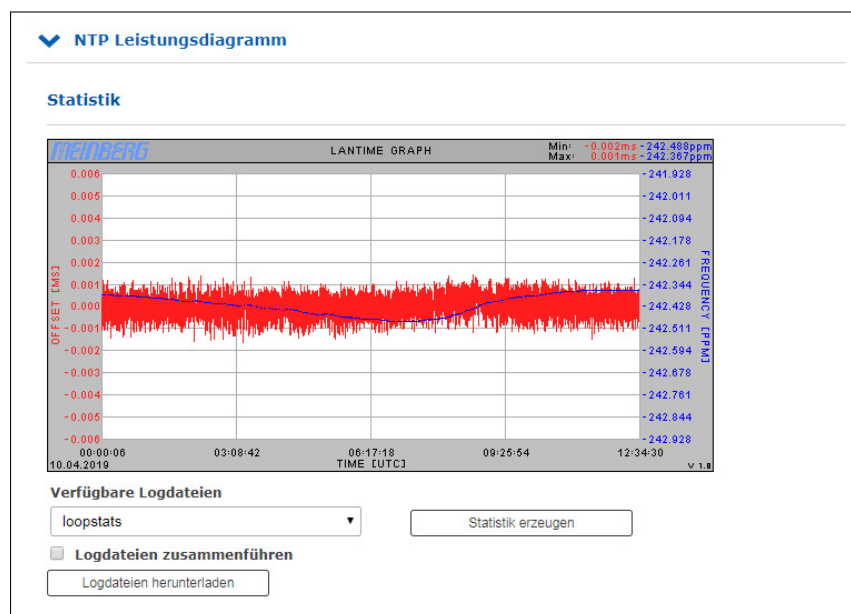 NTP Leistungsdiagramm
Statistik
MEINBERG LANTIME GRAPH Min: -0.002ms -242.488ppm
Max: 0.001ms -242.367ppm
0.006 -241.928
0.005 -242.011
0.004 -242.094
0.003 -242.178
0.002 -242.261
0.001 -242.344
0.000 -242.428
-0.001 -242.511
-0.002 -242.594
-0.003 -242.678
-0.004 -242.761
-0.005 -242.844
-0.006 -242.928
OFFSET [MS]
FREQUENCY [PPM]
00:00:06 03:08:42 06:17:18 09:25:54 12:34:30
10.04.2019 TIME [UTC] V 1.8
Verfügbare Logdateien
loopstats Statistik erzeugen
Logdateien zusammenführen
Logdateien herunterladen